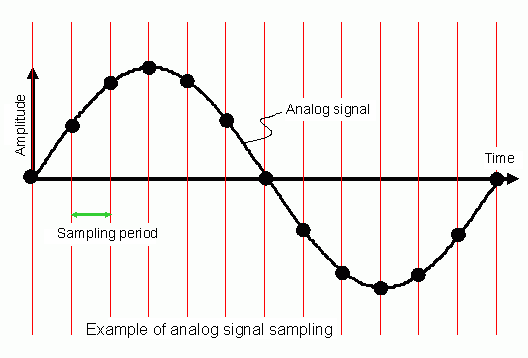 Amplitude
Analog signal
Time
Sampling period
Example of analog signal sampling